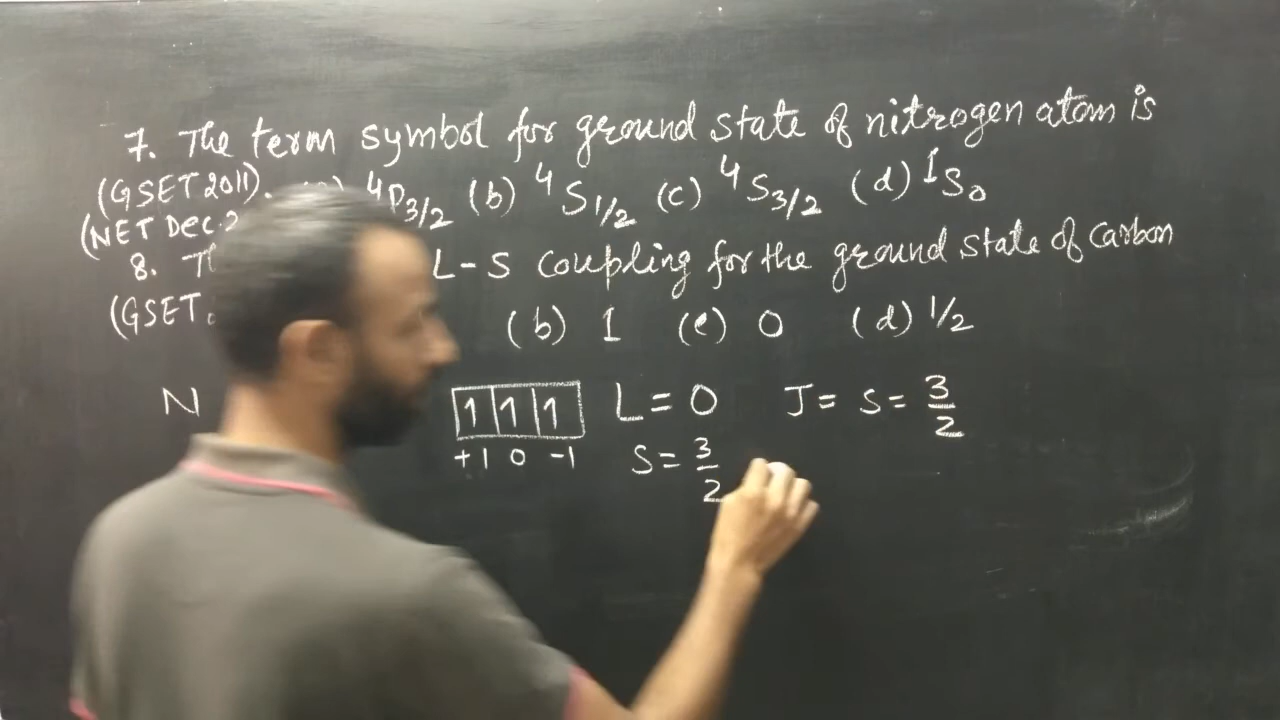 7. The term symbol for ground state of nitrogen atom is
(GSET 2011). ⁴P₃/₂ (b) ⁴S₁/₂ (c) ⁴S₃/₂ (d) ¹S₀
(NET Dec.
8. L-S coupling for the ground state of carbon
(GSET (b) 1 (c) 0 (d) 1/2
N 1 1 1 L = 0 J = S = 3/2
+1 0 -1 S = 3/2